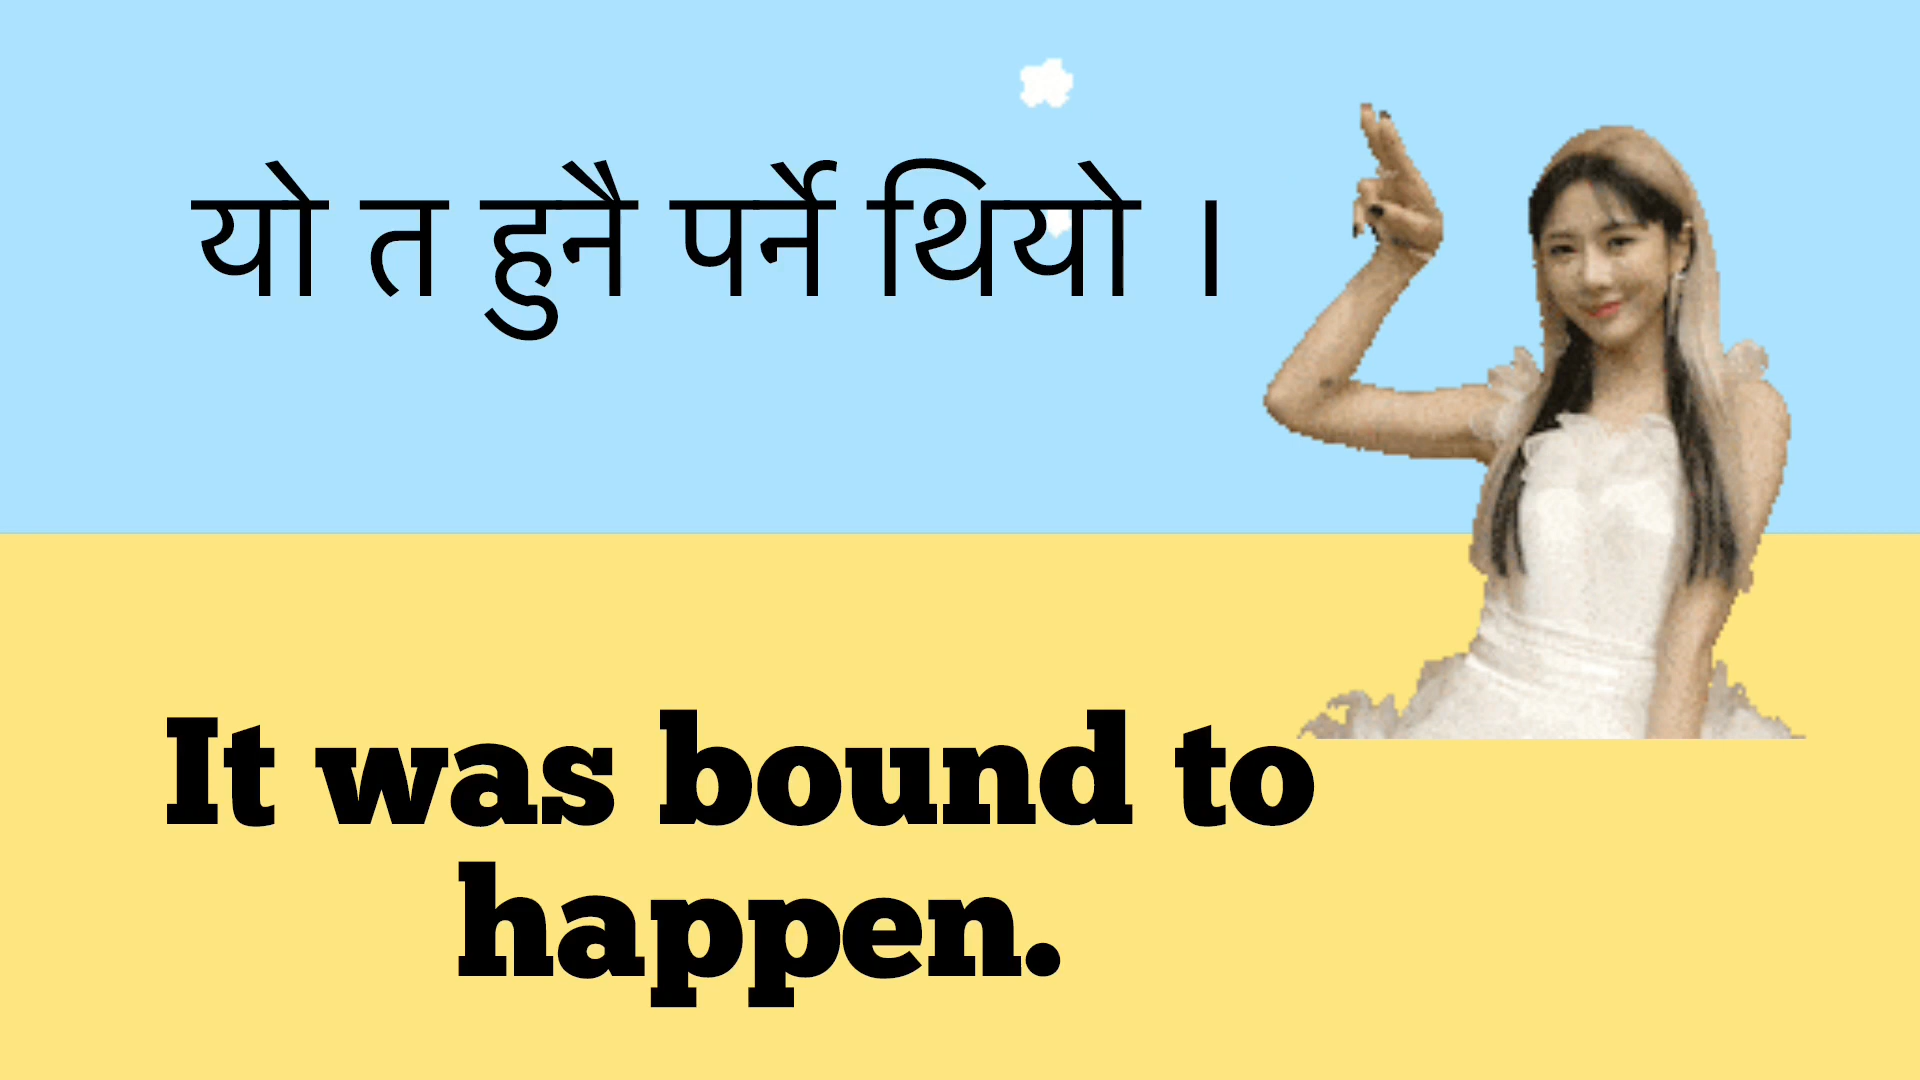 यो त हुनै पर्ने थियो ।
It was bound to
happen.